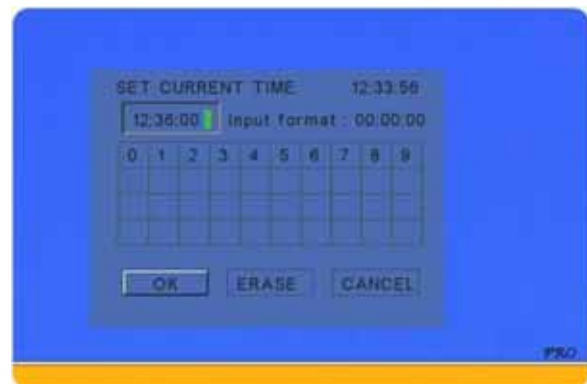 SET CURRENT TIME 12:33:56
12:36:00 Input format : 00:00:00
0 1 2 3 4 5 6 7 8 9
OK ERASE CANCEL
PRO